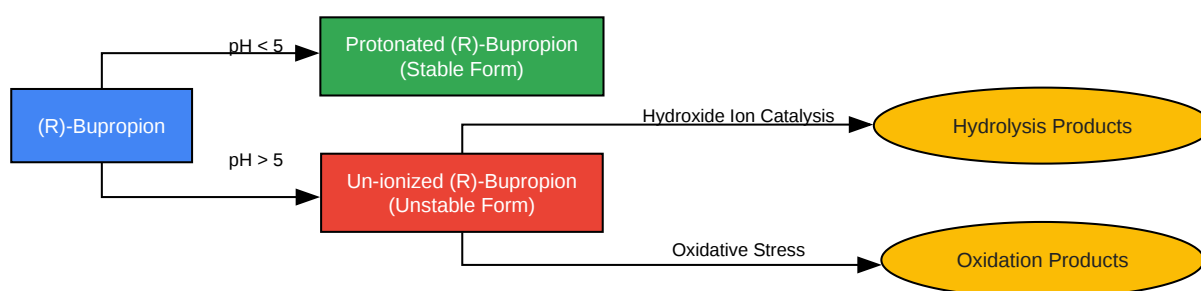 pH < 5
Protonated (R)-Bupropion
(Stable Form)
(R)-Bupropion
Hydroxide Ion Catalysis
Hydrolysis Products
pH > 5
Un-ionized (R)-Bupropion
(Unstable Form)
Oxidative Stress
Oxidation Products